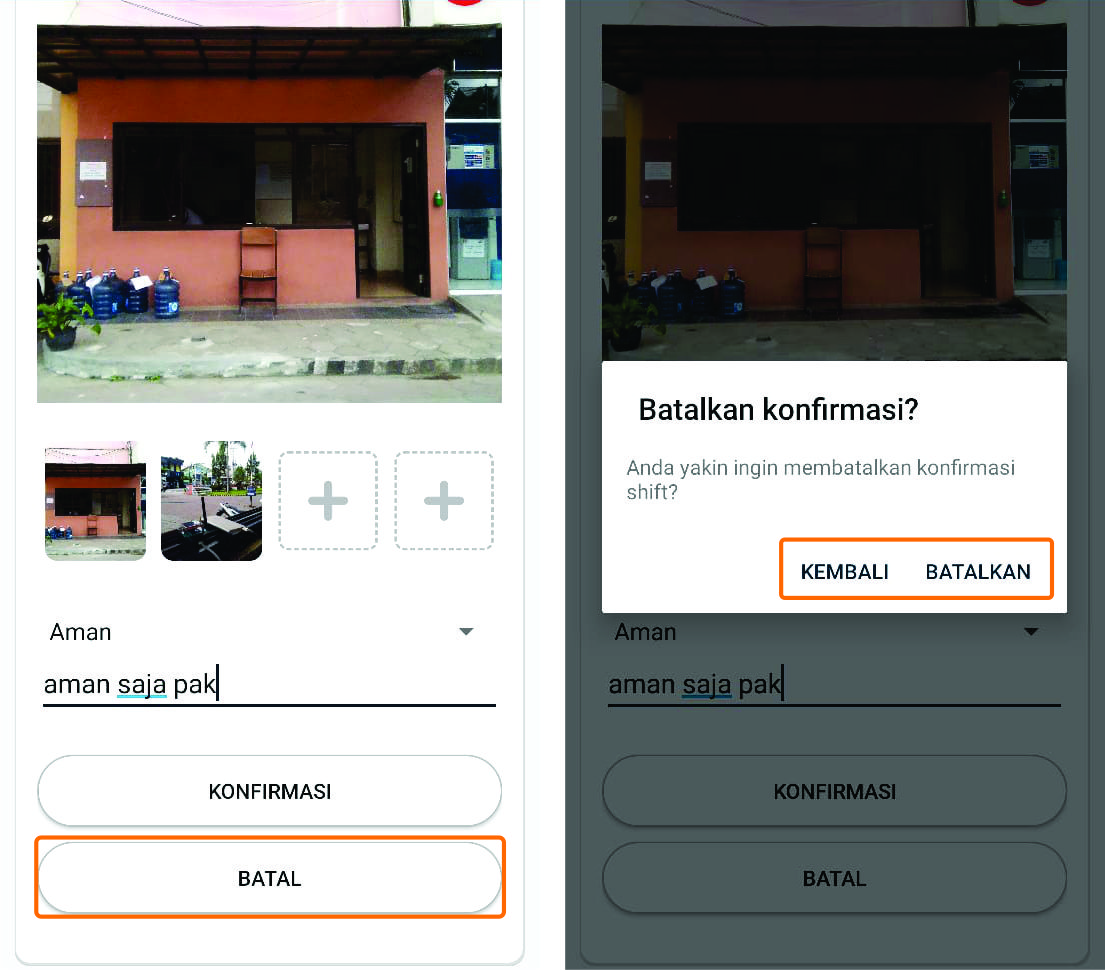 Aman
aman saja pak
KONFIRMASI
BATAL
Batalkan konfirmasi?
Anda yakin ingin membatalkan konfirmasi
shift?
KEMBALI BATALKAN
Aman
aman saja pak
KONFIRMASI
BATAL